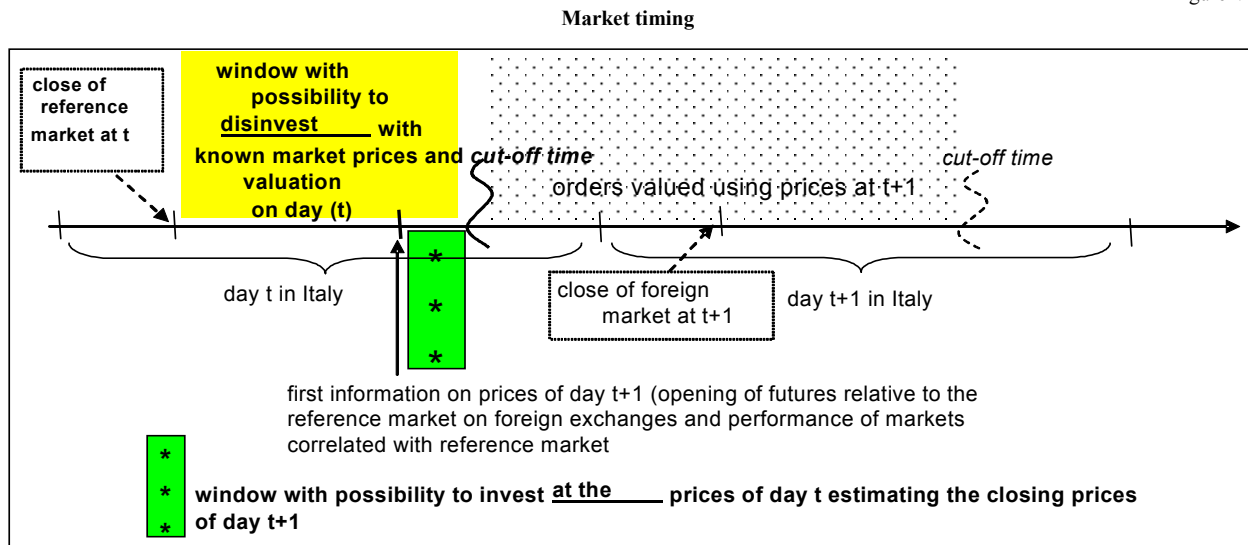 Market timing
close of
reference
market at t
window with
possibility to
disinvest with
known market prices and cut-off time
valuation
on day (t)
cut-off time
orders valued using prices at t+1
day t in Italy
*
*
*
close of foreign
market at t+1
day t+1 in Italy
first information on prices of day t+1 (opening of futures relative to the
reference market on foreign exchanges and performance of markets
correlated with reference market
*
*
*
window with possibility to invest at the prices of day t estimating the closing prices
of day t+1